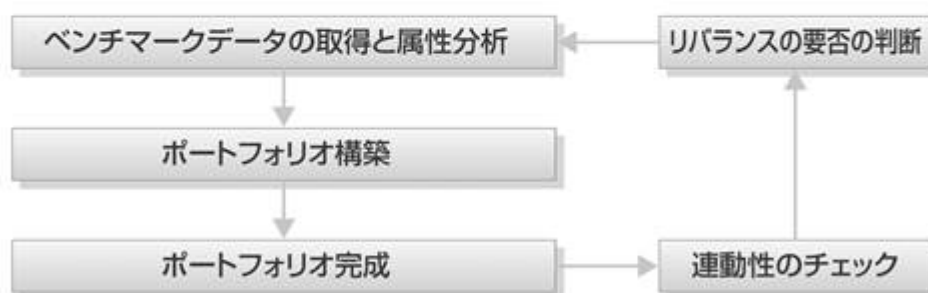 ベンチマークデータの取得と属性分析
リバランスの要否の判断
ポートフォリオ構築
ポートフォリオ完成
連動性のチェック